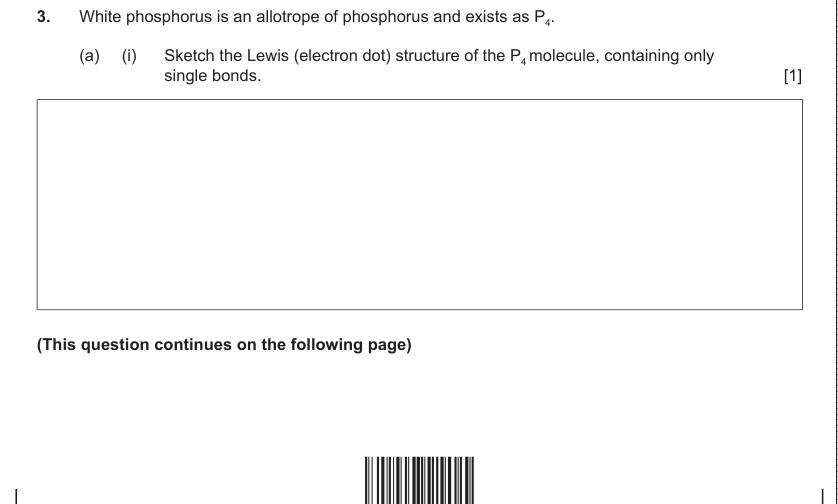 3. White phosphorus is an allotrope of phosphorus and exists as P₄.
(a) (i) Sketch the Lewis (electron dot) structure of the P₄ molecule, containing only
single bonds. [1]
(This question continues on the following page)